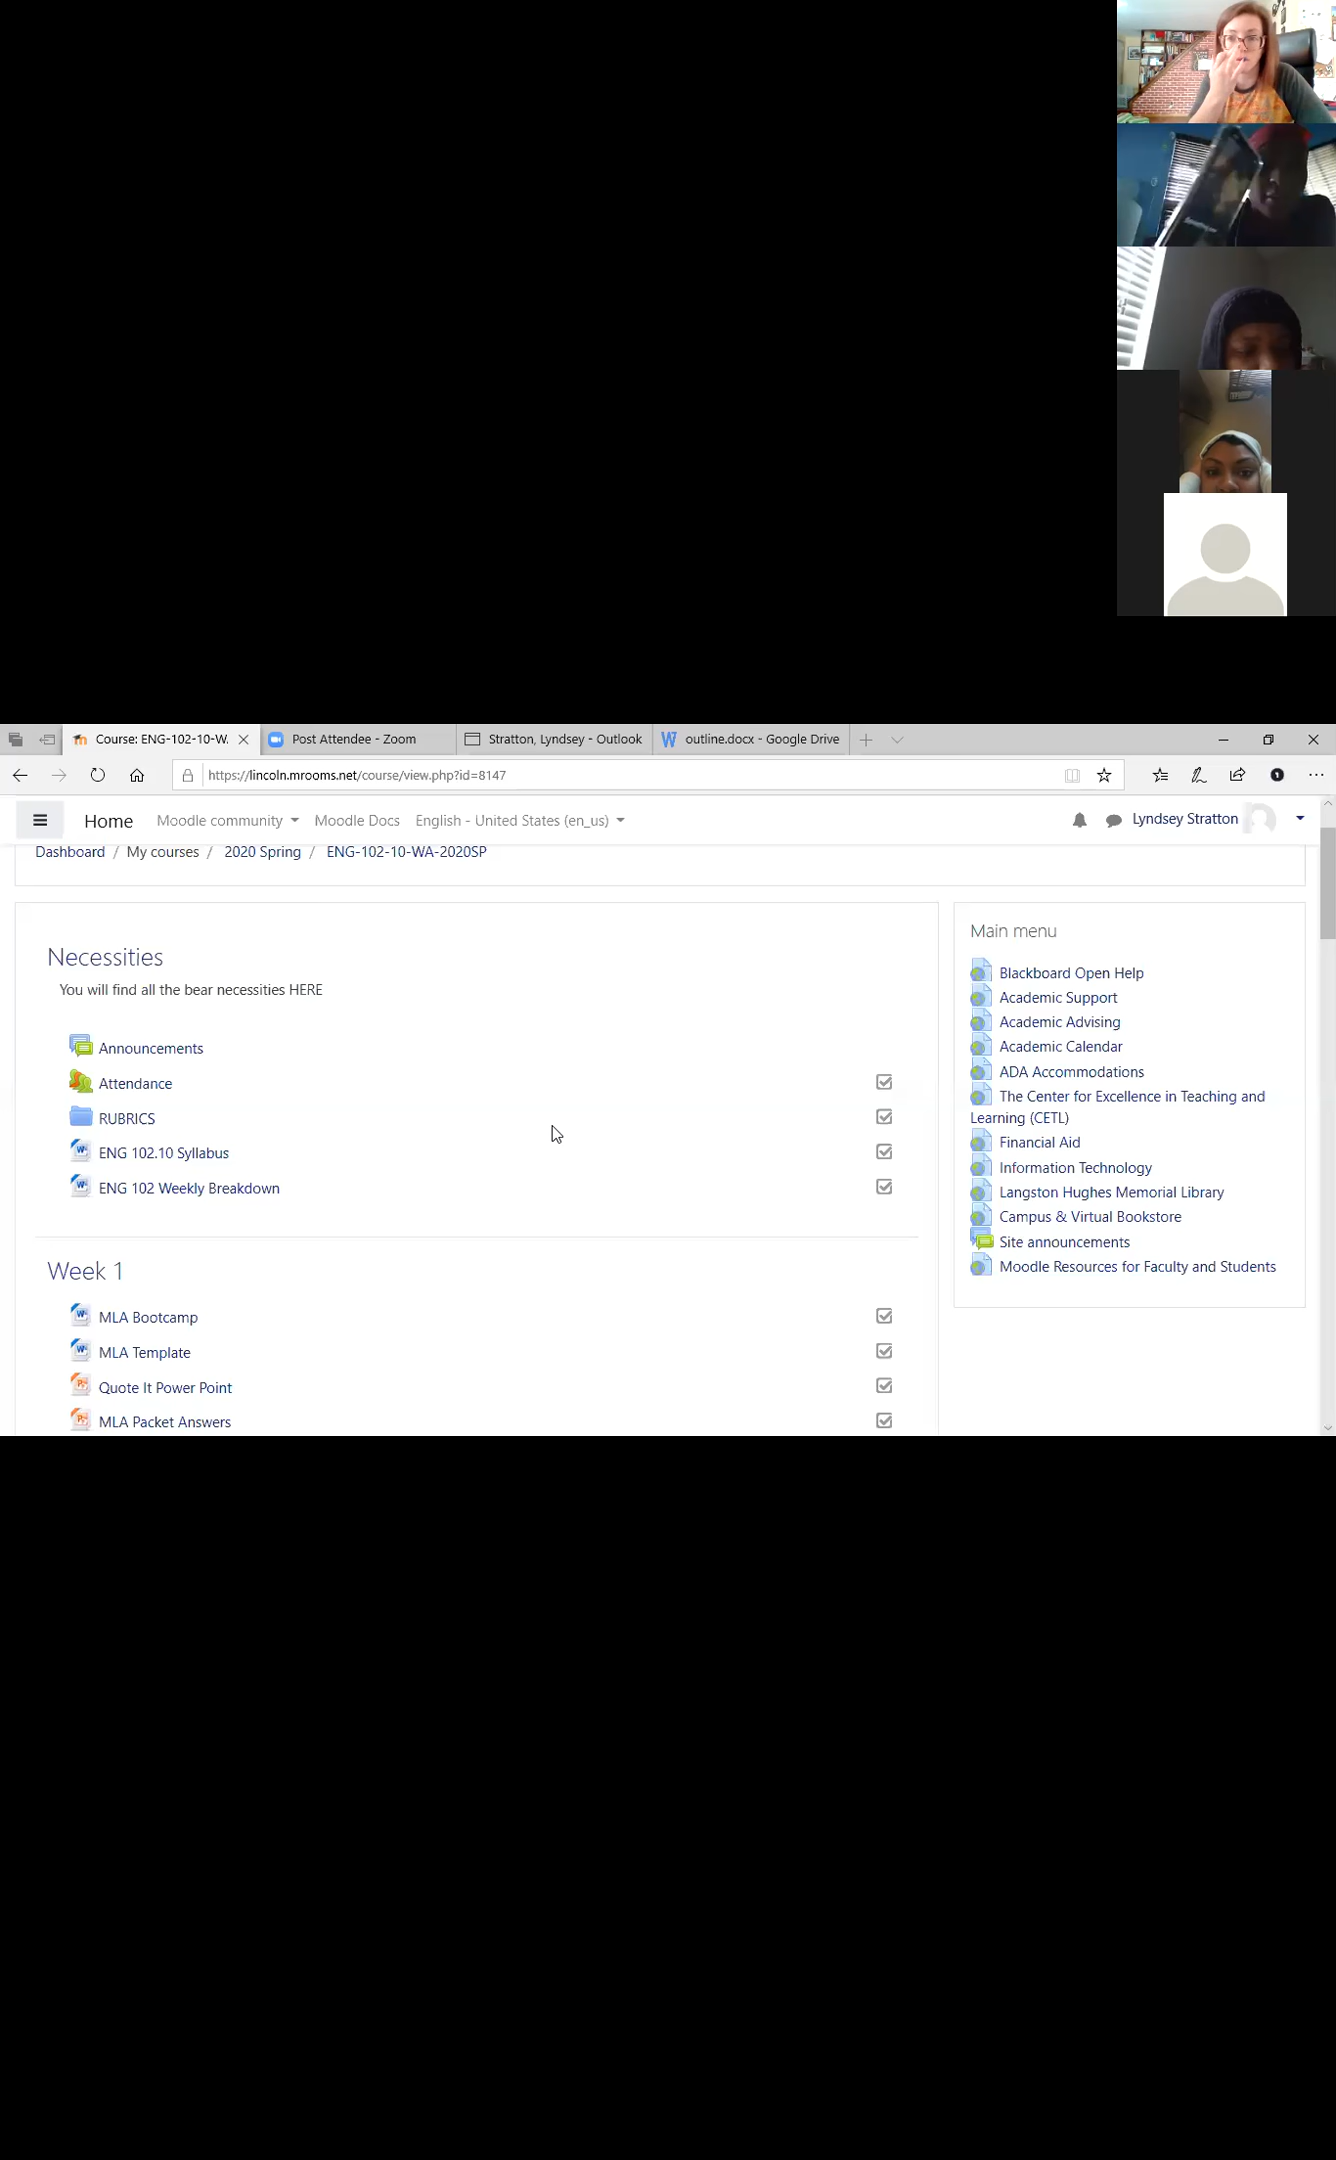 Course: ENG-102-10-W.
Post Attendee - Zoom
Stratton, Lyndsey - Outlook
outline.docx - Google Drive
https://lincoln.mrooms.net/course/view.php?id=8147
Home
Moodle community
Moodle Docs
English - United States (en_us)
Lyndsey Stratton
Dashboard / My courses / 2020 Spring / ENG-102-10-WA-2020SP
Necessities
You will find all the bear necessities HERE
Announcements
Attendance
RUBRICS
ENG 102.10 Syllabus
ENG 102 Weekly Breakdown
Week 1
MLA Bootcamp
MLA Template
Quote It Power Point
MLA Packet Answers
Main menu
Blackboard Open Help
Academic Support
Academic Advising
Academic Calendar
ADA Accommodations
The Center for Excellence in Teaching and
Learning (CETL)
Financial Aid
Information Technology
Langston Hughes Memorial Library
Campus & Virtual Bookstore
Site announcements
Moodle Resources for Faculty and Students